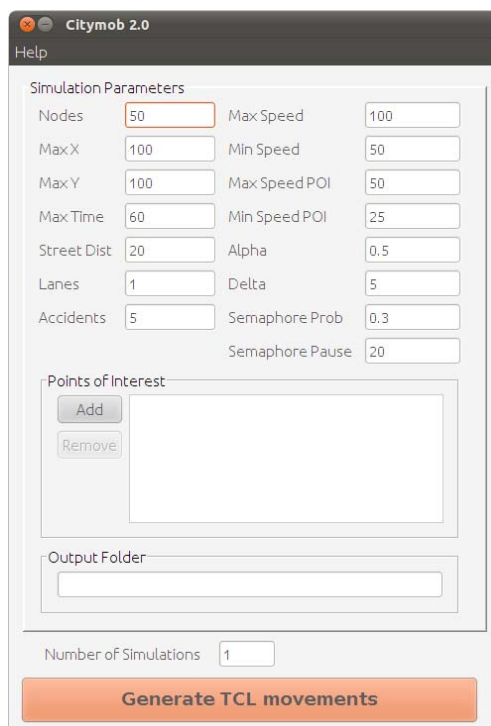 Citymob 2.0
Help
Simulation Parameters
Nodes 50 Max Speed 100
Max X 100 Min Speed 50
Max Y 100 Max Speed POI 50
Max Time 60 Min Speed POI 25
Street Dist 20 Alpha 0.5
Lanes 1 Delta 5
Accidents 5 Semaphore Prob 0.3
Semaphore Pause 20
Points of Interest
Add
Remove
Output Folder
Number of Simulations 1
Generate TCL movements